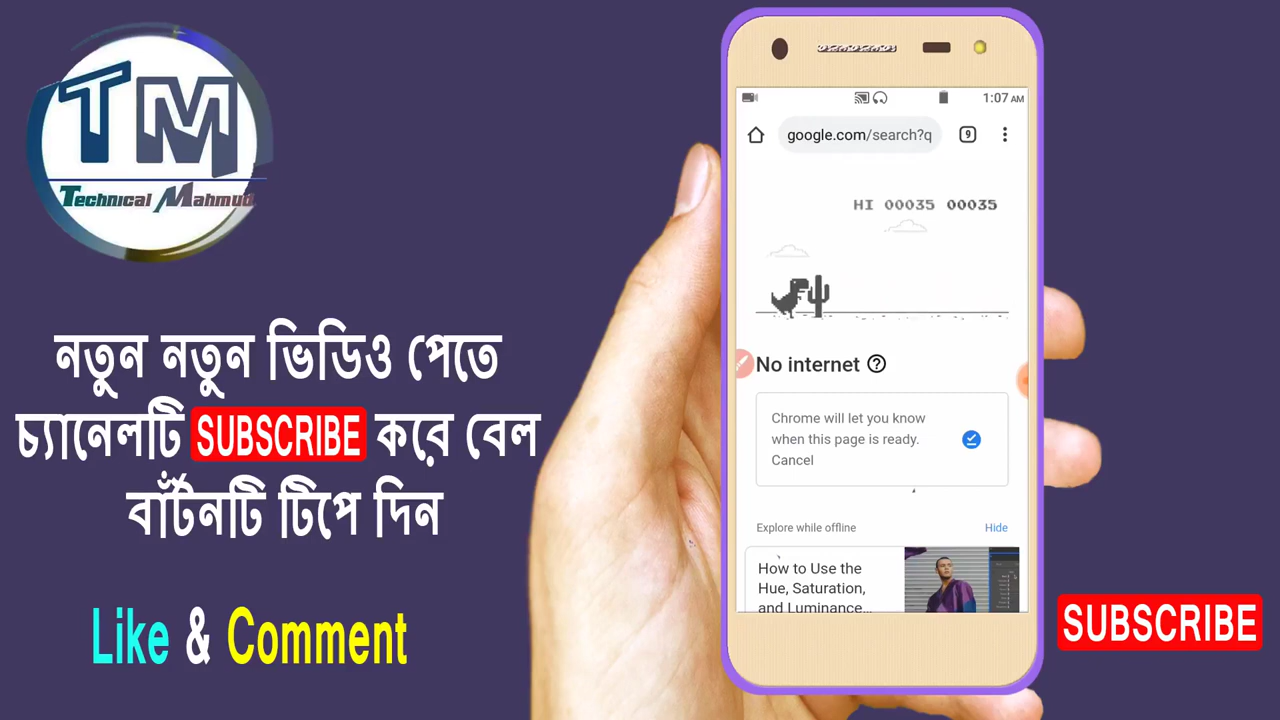 TM
Technical Mahmud
নতুন নতুন ভিডিও পেতে
চ্যানেলটি SUBSCRIBE করে বেল
বাঁর্টনটি টিপে দিন
Like & Comment
1:07 AM
google.com/search?q
9
HI 00035 00035
No internet
Chrome will let you know
when this page is ready.
Cancel
Explore while offline
Hide
How to Use the
Hue, Saturation,
and Luminance...
SUBSCRIBE